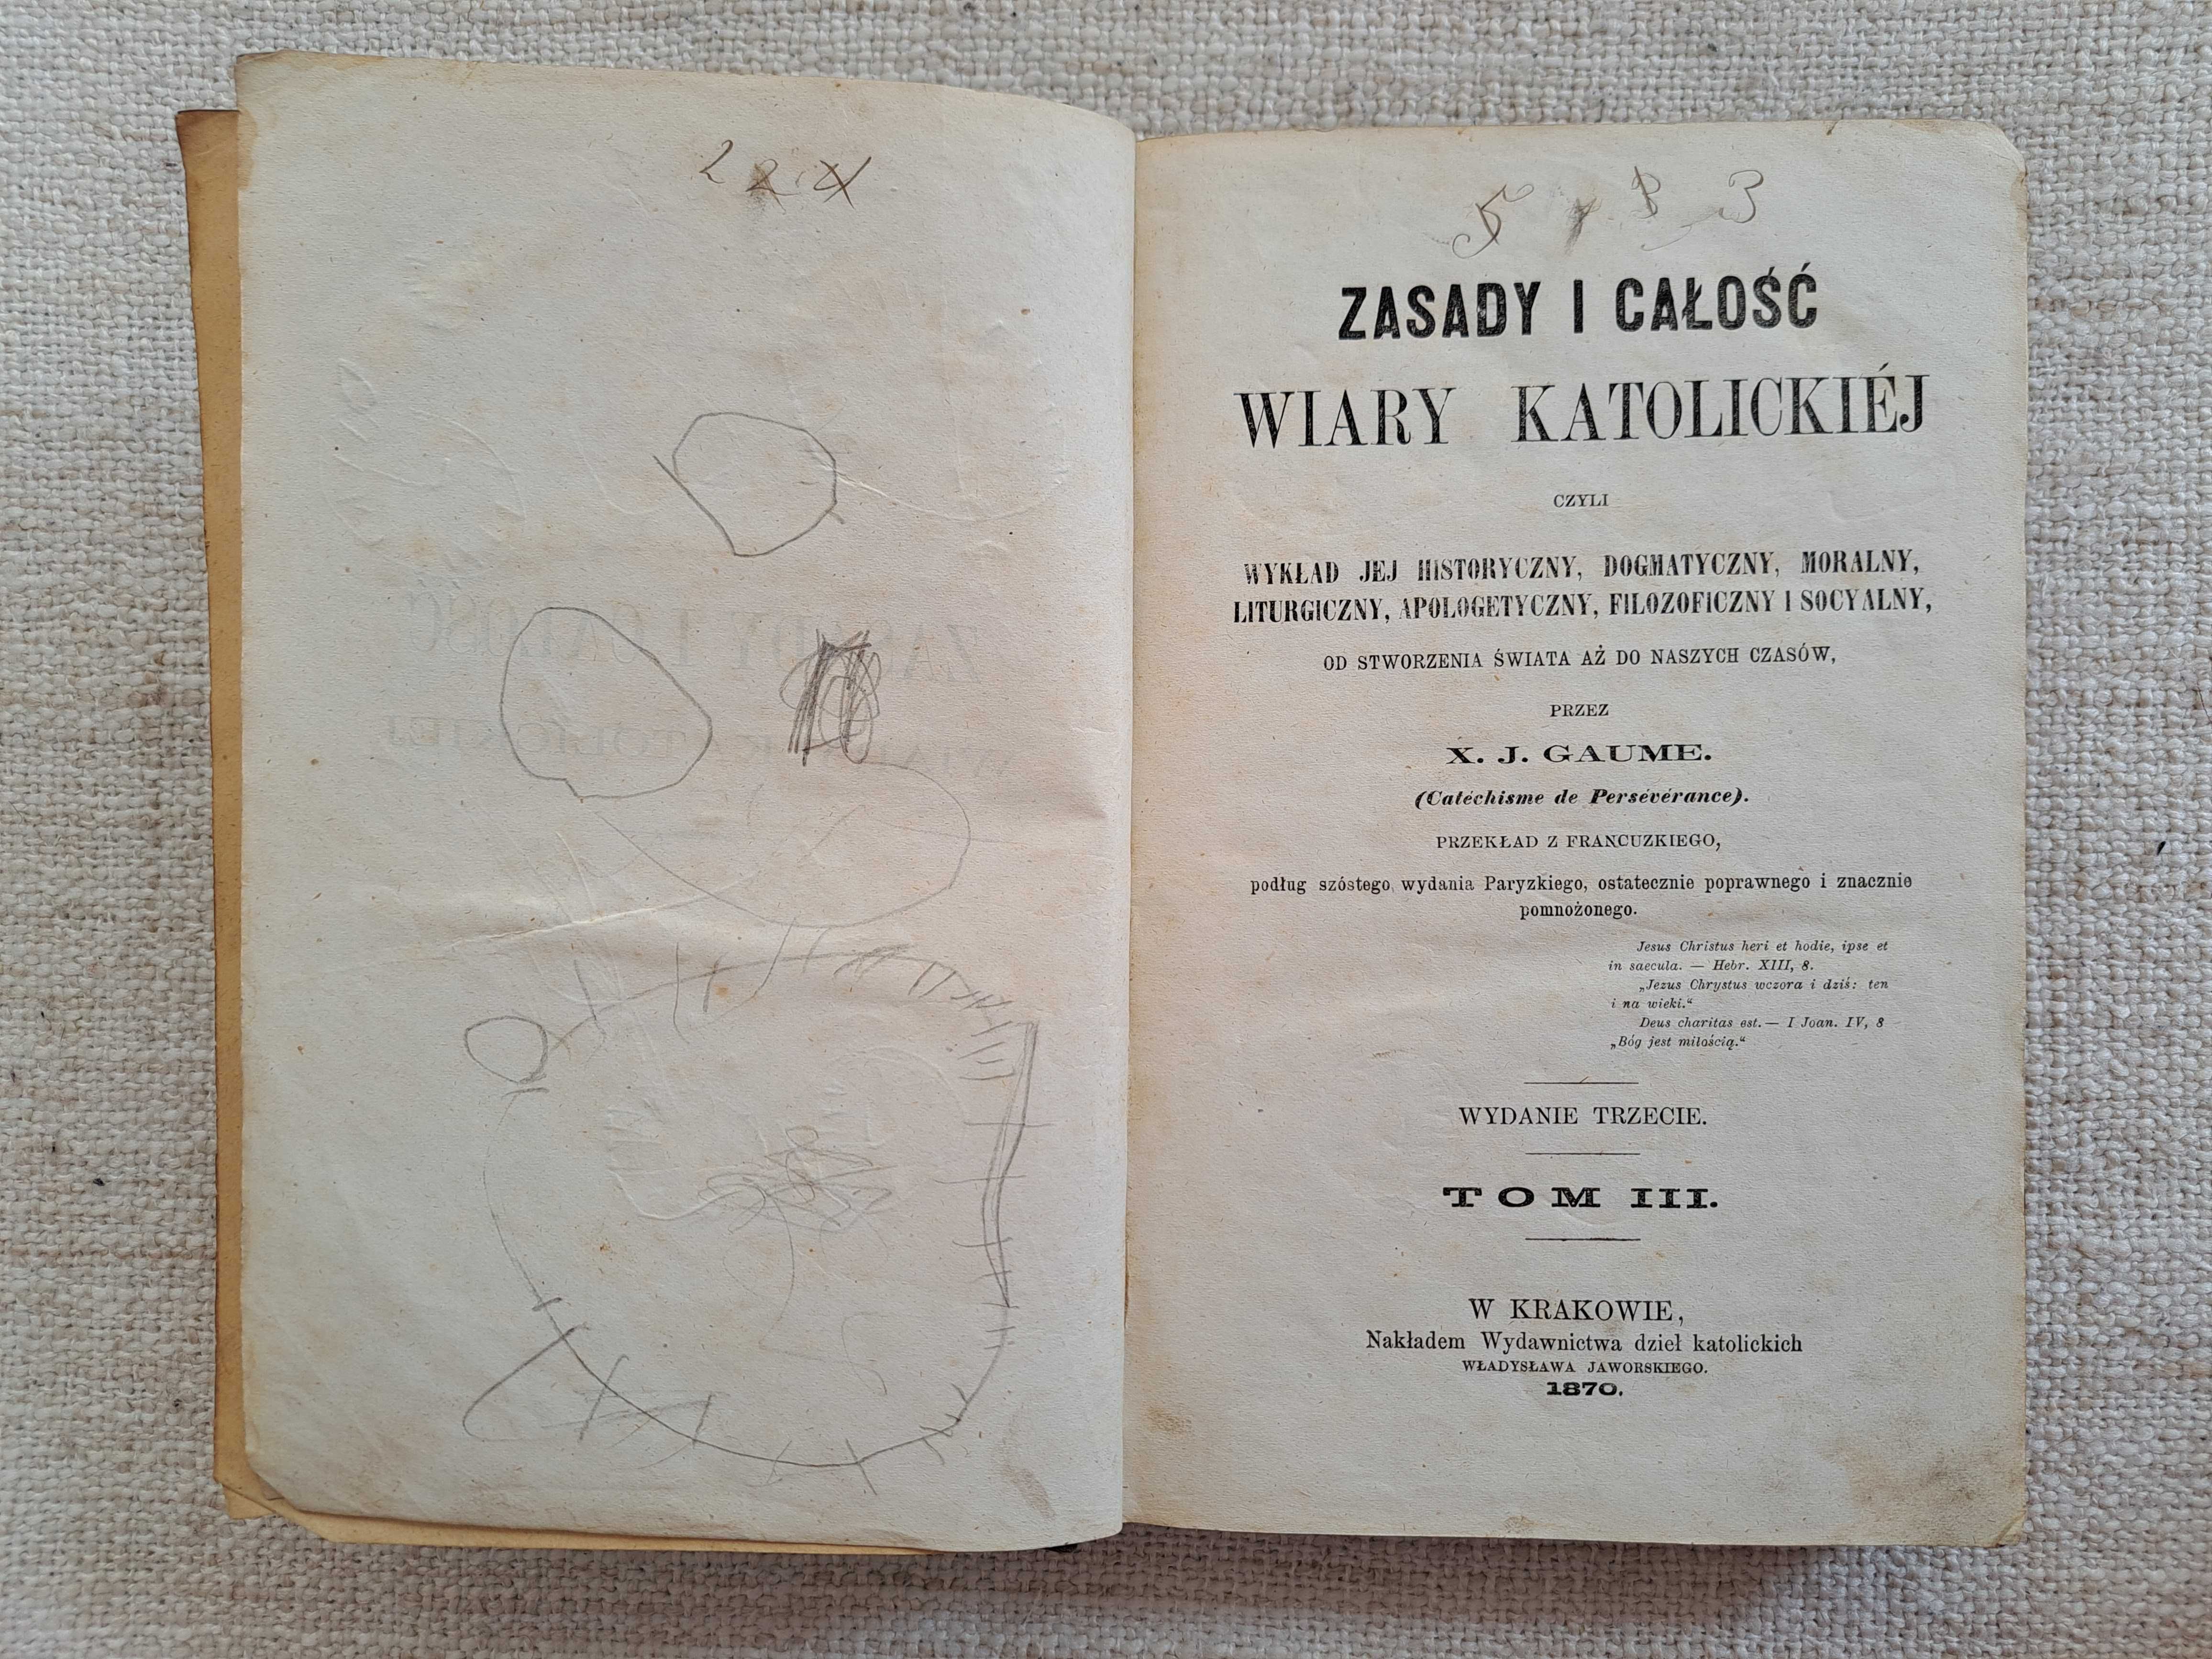 ZASADY I CAŁOŚĆ
WIARY KATOLICKIÉJ
CZYLI
WYKŁAD JEJ HISTORYCZNY, DOGMATYCZNY, MORALNY,
LITURGICZNY, APOLOGETYCZNY, FILOZOFICZNY I SOCYALNY,
OD STWORZENIA ŚWIATA AŻ DO NASZYCH CZASÓW,
PRZEZ
X. J. GAUME.
(Catéchisme de Persévérance).
PRZEKŁAD Z FRANCUZKIEGO,
podług szóstego wydania Paryzkiego, ostatecznie poprawnego i znacznie
pomnożonego.
Jesus Christus heri et hodie, ipse et
in saecula. — Hebr. XIII, 8.
„Jezus Chrystus wczora i dziś: ten
i na wieki.“
Deus charitas est. — I Joan. IV, 8
„Bóg jest miłością.“
WYDANIE TRZECIE.
TOM III.
W KRAKOWIE,
Nakładem Wydawnictwa dzieł katolickich
WŁADYSŁAWA JAWORSKIEGO.
1870.